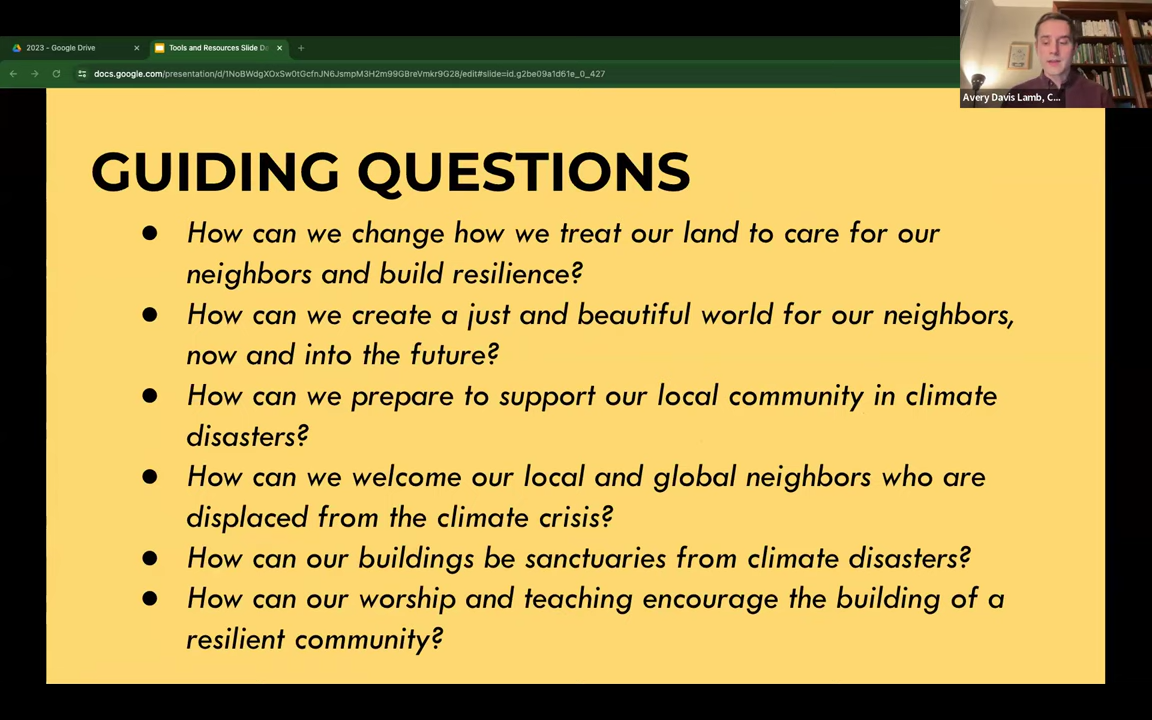 2023 - Google Drive
Tools and Resources Slide De
docs.google.com/presentation/d/1NoBWdgXOxSw0tGcfnJN6JsmpM3H2m99GBreVmkr9G28/edit#slide=id.g2be09a1d61e_0_427
Avery Davis Lamb, C...
GUIDING QUESTIONS
● How can we change how we treat our land to care for our
neighbors and build resilience?
● How can we create a just and beautiful world for our neighbors,
now and into the future?
● How can we prepare to support our local community in climate
disasters?
● How can we welcome our local and global neighbors who are
displaced from the climate crisis?
● How can our buildings be sanctuaries from climate disasters?
● How can our worship and teaching encourage the building of a
resilient community?